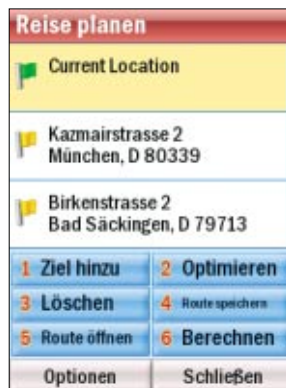 Reise planen
Current Location
Kazmairstrasse 2
München, D 80339
Birkenstrasse 2
Bad Säckingen, D 79713
1 Ziel hinzu
2 Optimieren
3 Löschen
4 Route speichern
5 Route öffnen
6 Berechnen
Optionen
Schließen